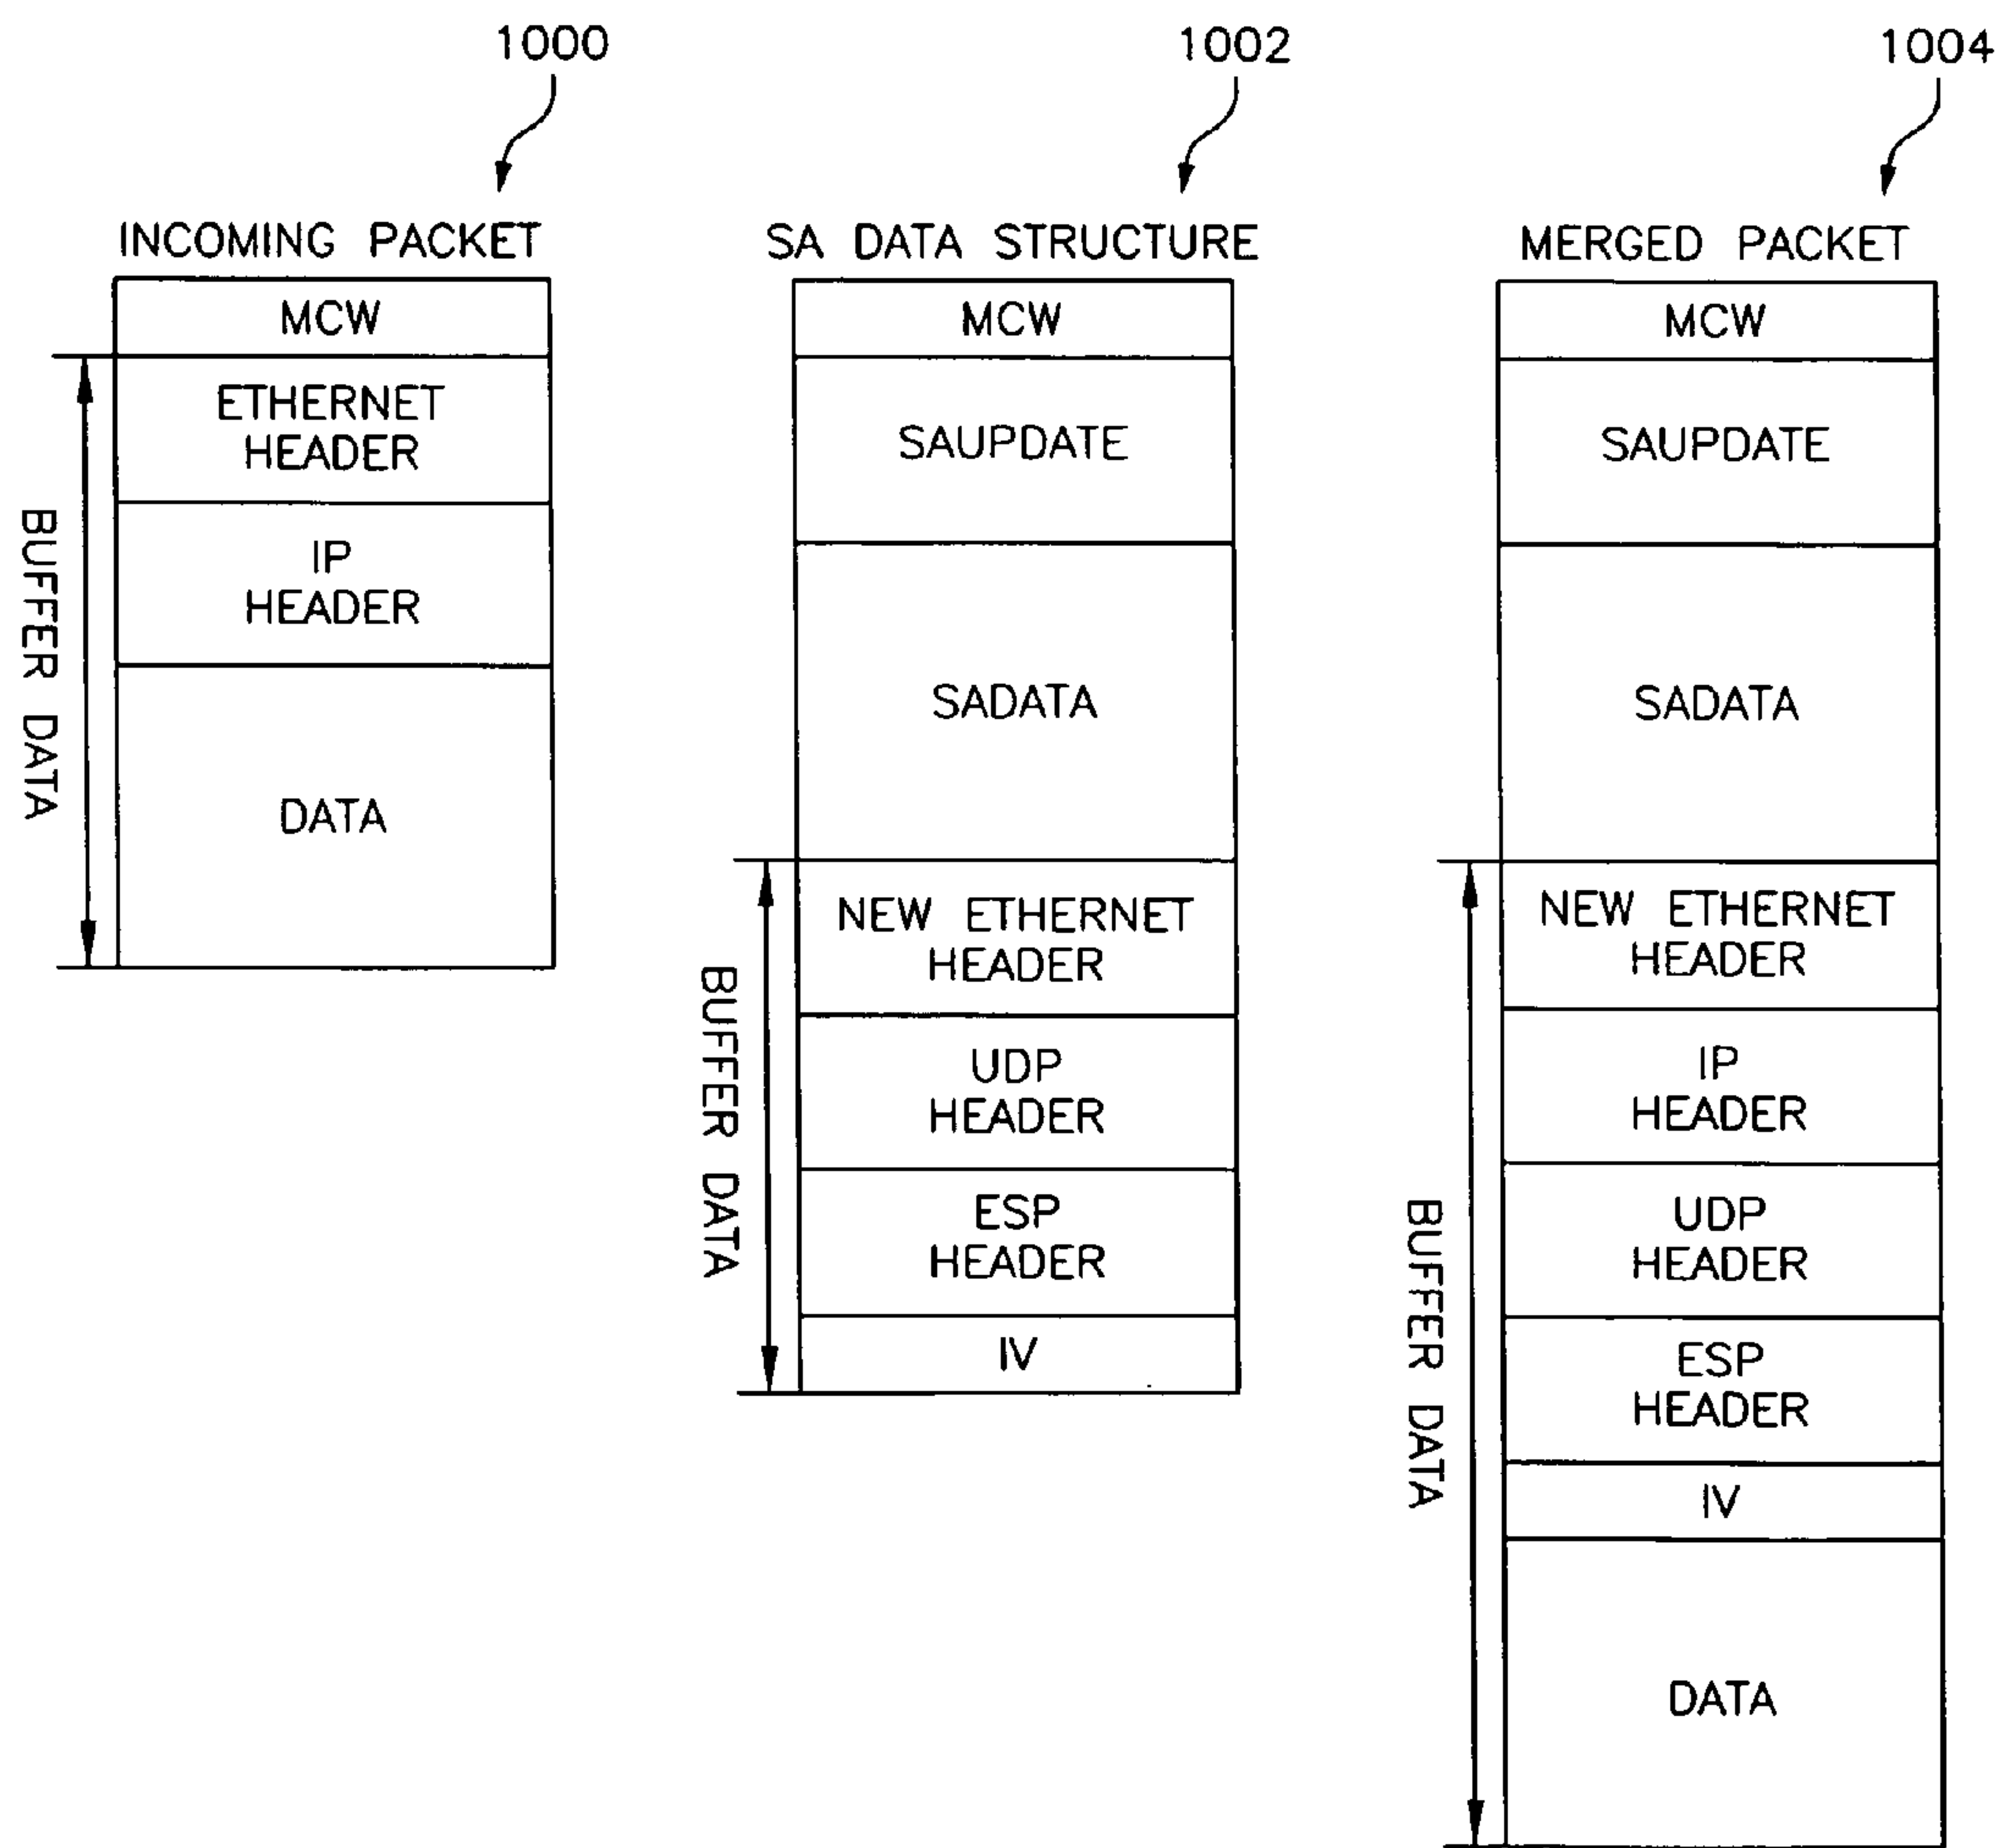 1000
INCOMING PACKET
MCW
ETHERNET
HEADER
IP
HEADER
DATA
BUFFER DATA
1002
SA DATA STRUCTURE
MCW
SAUPDATE
SADATA
NEW ETHERNET
HEADER
UDP
HEADER
ESP
HEADER
IV
BUFFER DATA
1004
MERGED PACKET
MCW
SAUPDATE
SADATA
NEW ETHERNET
HEADER
IP
HEADER
UDP
HEADER
ESP
HEADER
IV
DATA
BUFFER DATA